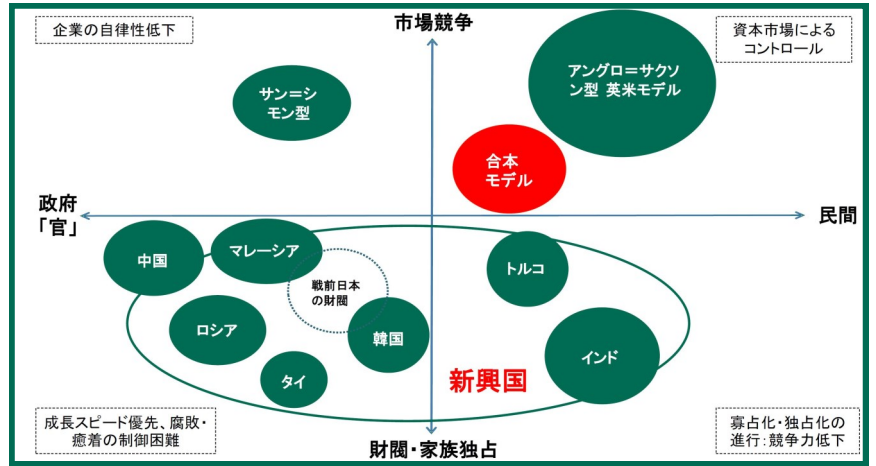 企業の自律性低下
市場競争
資本市場による
コントロール
アングロ=サクソ
ン型 英米モデル
サン=シ
モン型
合本
モデル
政府
「官」
民間
中国
マレーシア
トルコ
戦前日本
の財閥
ロシア
韓国
インド
タイ
新興国
成長スピード優先、腐敗・
癒着の制御困難
財閥・家族独占
寡占化・独占化の
進行:競争力低下